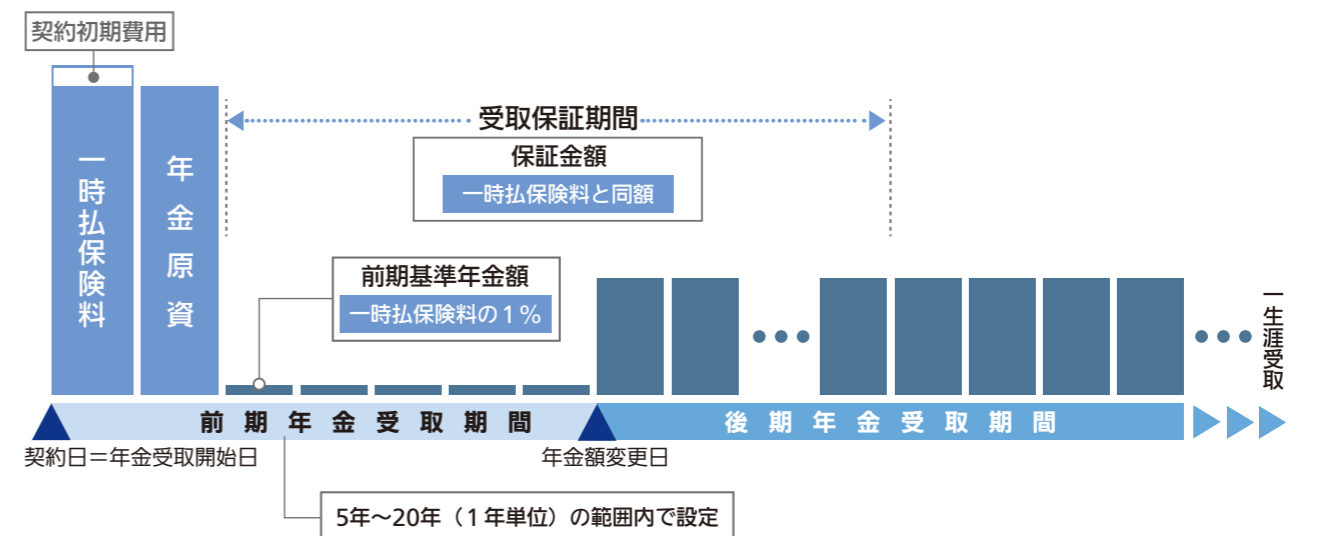 契約初期費用
一時払保険料
年金原資
受取保証期間
保証金額
一時払保険料と同額
前期基準年金額
一時払保険料の１％
一生涯受取
前期年金受取期間
後期年金受取期間
契約日＝年金受取開始日
年金額変更日
5年～20年（１年単位）の範囲内で設定